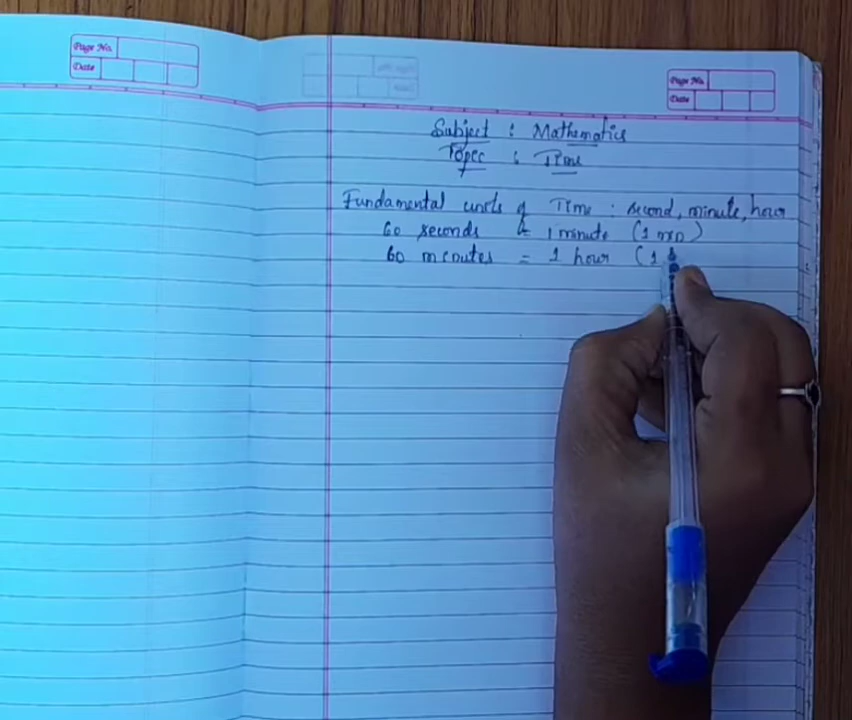 Page No.
Date
Page No.
Date
Subject : Mathematics
Topic : Time
Fundamental units of Time : second, minute, hour
60 seconds = 1 minute (1 min)
60 minutes = 1 hour (1 h